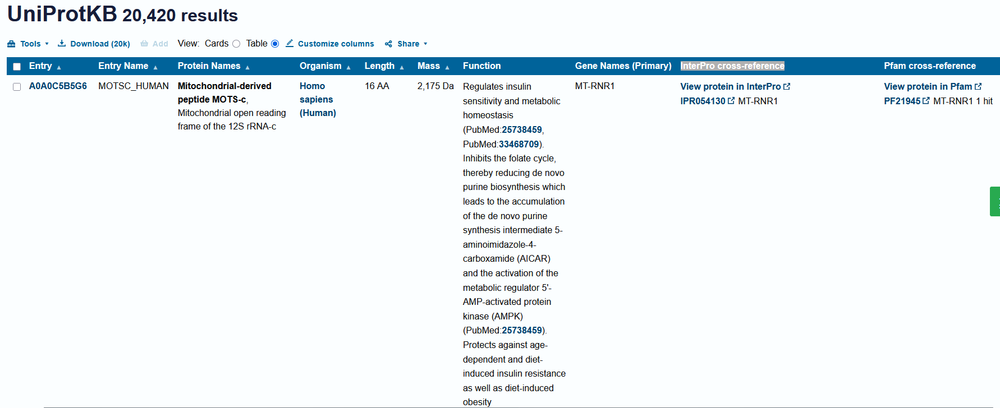 UniProtKB 20,420 results
Tools Download (20k) Add View: Cards Table Customize columns Share
Entry Entry Name Protein Names Organism Length Mass Function Gene Names (Primary) InterPro cross-reference Pfam cross-reference
A0A0C5B5G6 MOTSC_HUMAN
Mitochondrial-derived
peptide MOTS-c,
Mitochondrial open reading
frame of the 12S rRNA-c
Homo
sapiens
(Human)
16 AA
2,175 Da
Regulates insulin
sensitivity and metabolic
homeostasis
(PubMed:25738459,
PubMed:33468709).
Inhibits the folate cycle,
thereby reducing de novo
purine biosynthesis which
leads to the accumulation
of the de novo purine
synthesis intermediate 5-
aminoimidazole-4-
carboxamide (AICAR)
and the activation of the
metabolic regulator 5'-
AMP-activated protein
kinase (AMPK)
(PubMed:25738459).
Protects against age-
dependent and diet-
induced insulin resistance
as well as diet-induced
obesity
MT-RNR1
View protein in InterPro
IPR054130 MT-RNR1
View protein in Pfam
PF21945 MT-RNR1 1 hit